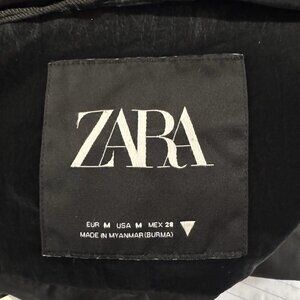 ZARA
EUR M USA M MEX 28
MADE IN MYANMAR (BURMA)